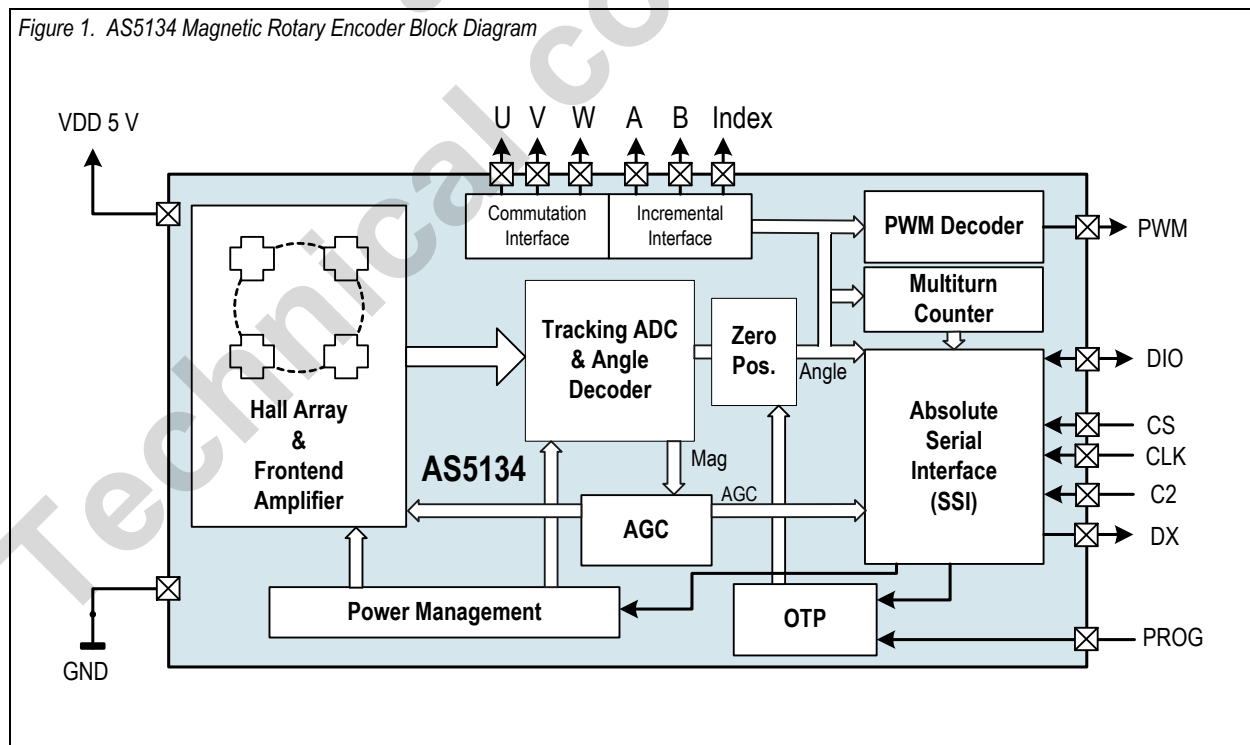 Figure 1. AS5134 Magnetic Rotary Encoder Block Diagram
VDD 5 V
U V W A B Index
Commutation
Interface
Incremental
Interface
PWM Decoder
PWM
Multiturn
Counter
Hall Array
&
Frontend
Amplifier
Tracking ADC
& Angle
Decoder
Zero
Pos.
Angle
Absolute
Serial
Interface
(SSI)
DIO
CS
CLK
C2
DX
AS5134
Mag
AGC
AGC
Power Management
OTP
PROG
GND
Technical co